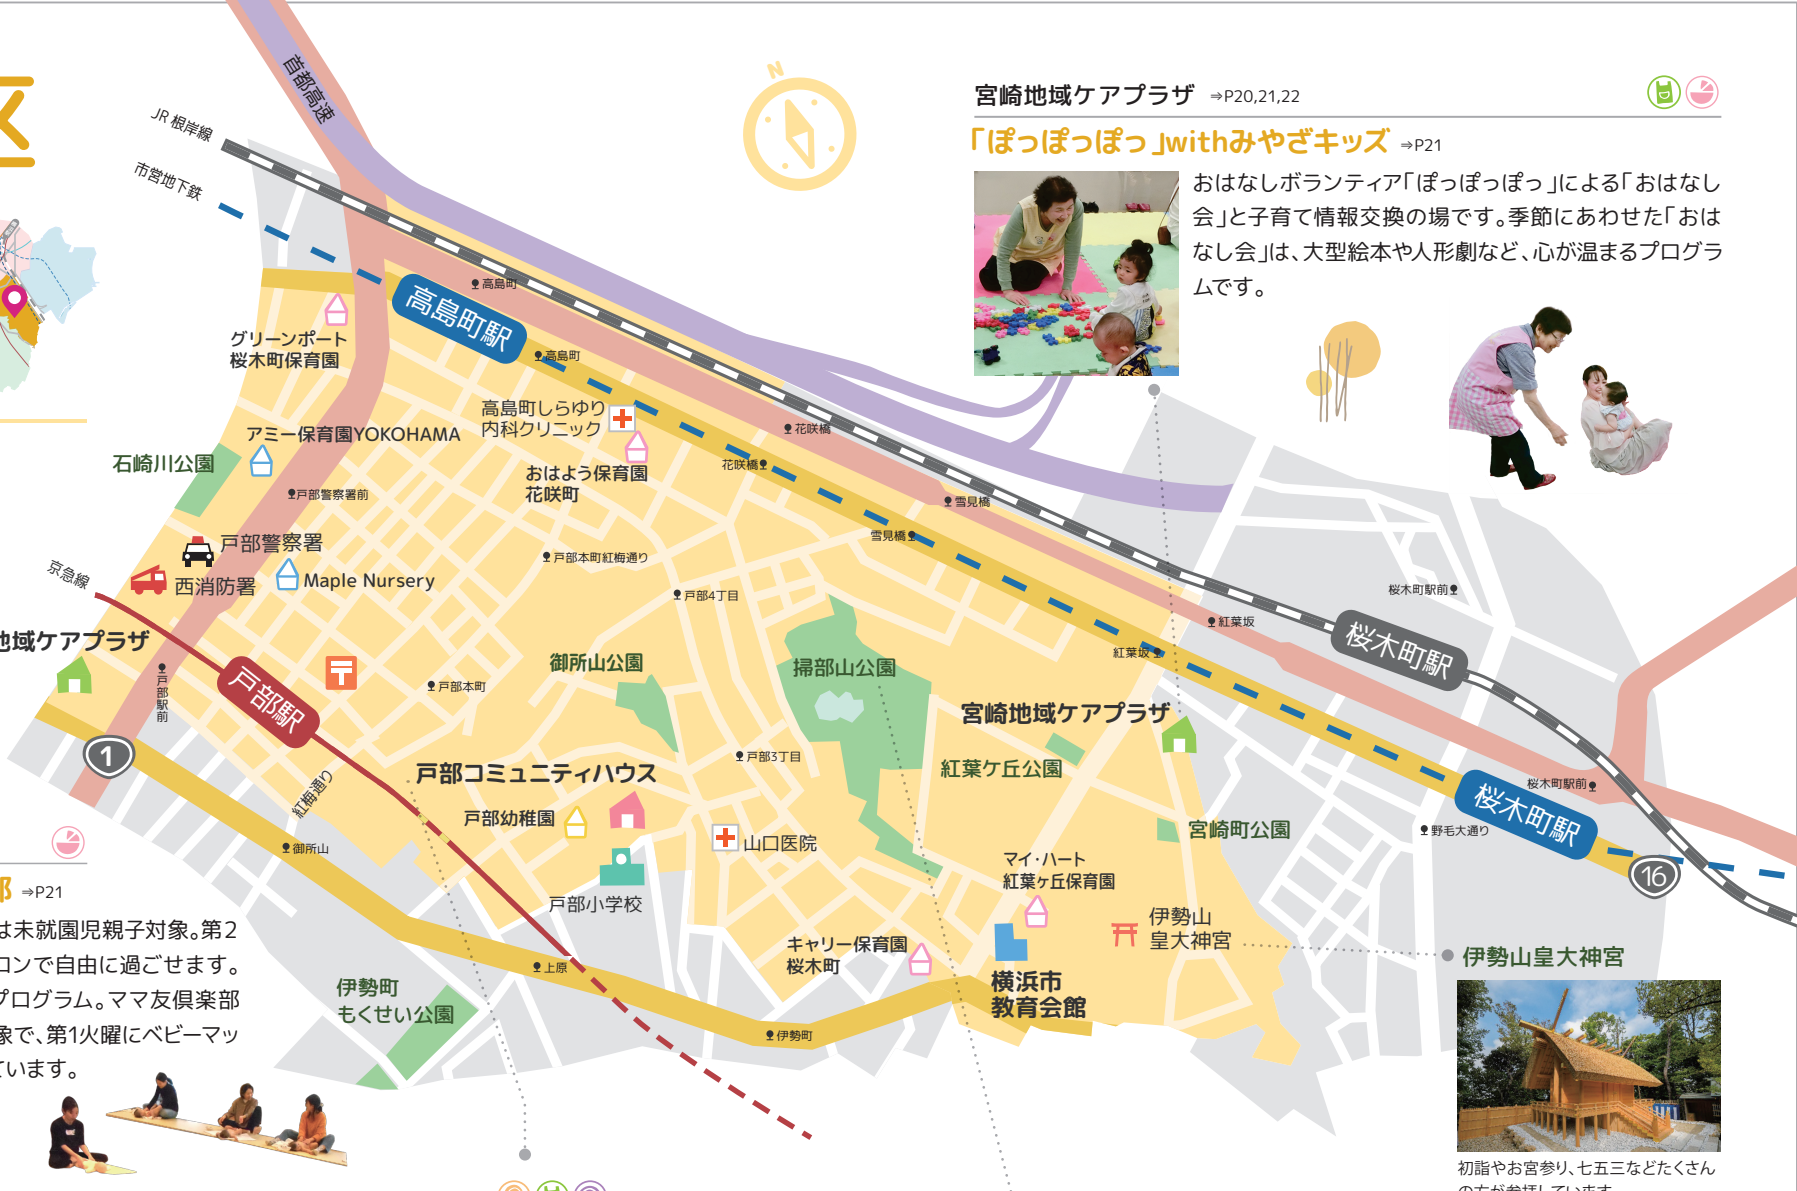 区
首都高速
N
JR 根岸線
市営地下鉄
宮崎地域ケアプラザ ⇒P20,21,22
「ぽっぽっぽっ」withみやざキッズ ⇒P21
おはなしボランティア「ぽっぽっぽっ」による「おはなし
会」と子育て情報交換の場です。季節にあわせた「おは
なし会」は、大型絵本や人形劇など、心が温まるプログラ
ムです。
高島町
高島町駅
高島町
グリーンポート
桜木町保育園
高島町しらゆり
内科クリニック
花咲橋
アミー保育園YOKOHAMA
石崎川公園
花咲橋
おはよう保育園
花咲町
戸部警察署前
雪見橋
雪見橋
戸部警察署
戸部本町紅梅通り
京急線
西消防署
Maple Nursery
戸部4丁目
桜木町駅前
紅葉坂
桜木町駅
地域ケアプラザ
紅葉坂
御所山公園
掃部山公園
戸部駅前
戸部駅
戸部本町
宮崎地域ケアプラザ
1
戸部3丁目
紅葉ケ丘公園
戸部コミュニティハウス
紅梅通り
桜木町駅前
桜木町駅
戸部幼稚園
宮崎町公園
野毛大通り
山口医院
御所山
マイ・ハート
紅葉ヶ丘保育園
16
部 ⇒P21
戸部小学校
伊勢山
皇大神宮
は未就園児親子対象。第2
ロンで自由に過ごせます。
プログラム。ママ友倶楽部
象で、第1火曜にベビーマッ
ています。
キャリー保育園
桜木町
上原
伊勢山皇大神宮
横浜市
教育会館
伊勢町
もくせい公園
伊勢町
初詣やお宮参り、七五三などたくさん
の方が参拝しています。